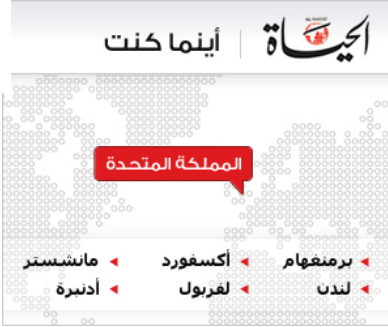 الحياة | أينما كنت
المملكة المتحدة
برمنغهام أكسفورد مانشستر
لندن لفربول أدنبرة